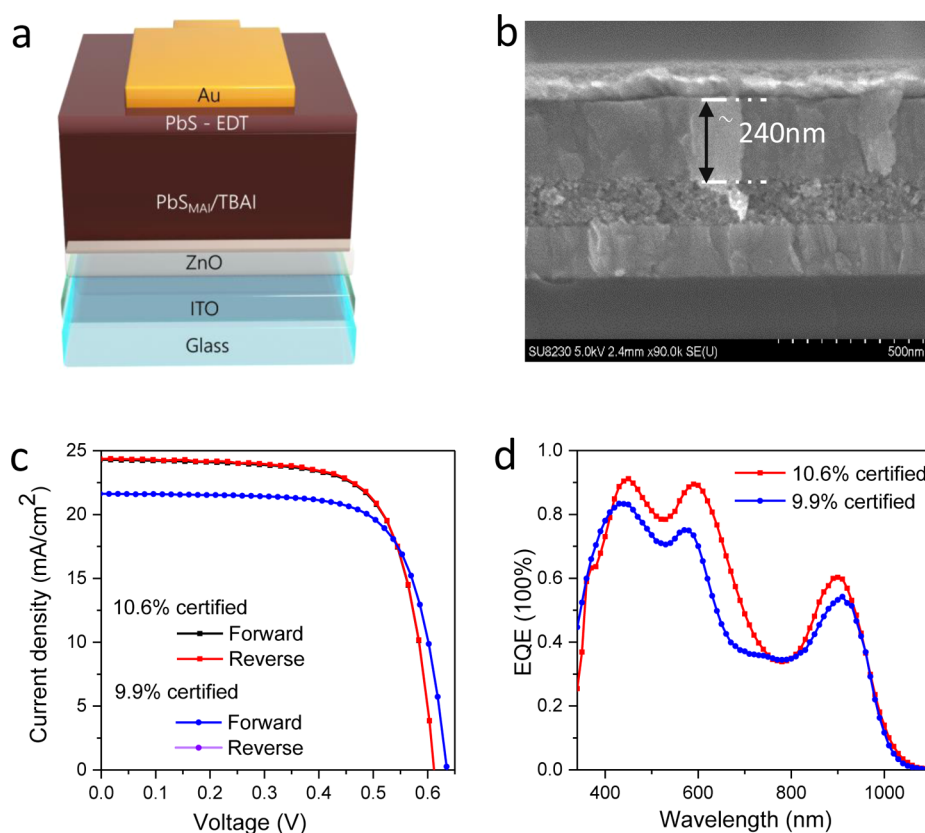 a
Au
PbS - EDT
PbSMAI/TBAI
ZnO
ITO
Glass
b
~ 240nm
SU8230 5.0kV 2.4mm x90.0k SE(U)
500nm
c
25
20
15
10
5
0
Current density (mA/cm2)
10.6% certified
Forward
Reverse
9.9% certified
Forward
Reverse
0.0 0.1 0.2 0.3 0.4 0.5 0.6
Voltage (V)
d
10.6% certified
9.9% certified
1.0
0.8
0.6
0.4
0.2
0.0
EQE (100%)
400 600 800 1000
Wavelength (nm)